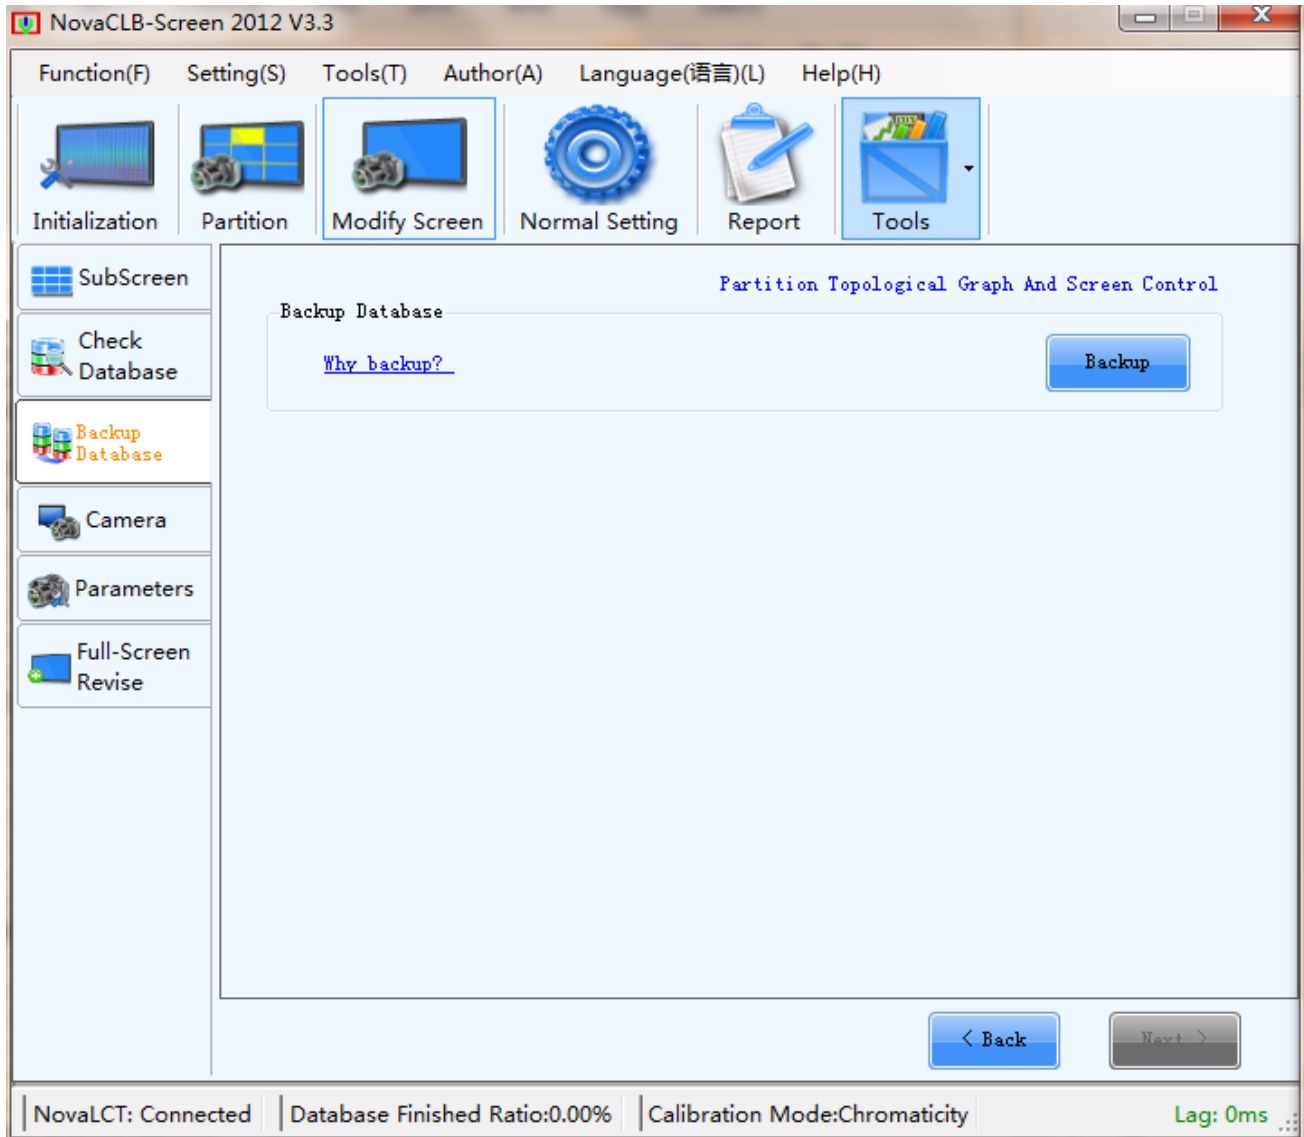 NovaCLB-Screen 2012 V3.3
Function(F) Setting(S) Tools(T) Author(A) Language(语言)(L) Help(H)
Initialization Partition Modify Screen Normal Setting Report Tools
SubScreen
Check
Database
Backup
Database
Camera
Parameters
Full-Screen
Revise
Partition Topological Graph And Screen Control
Backup Database
Why backup?
Backup
< Back Next >
NovaLCT: Connected Database Finished Ratio:0.00% Calibration Mode:Chromaticity Lag: 0ms